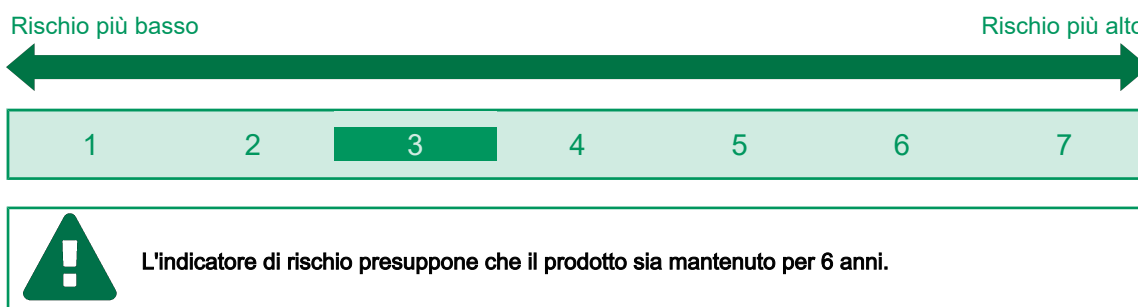 Rischio più basso Rischio più alto
1 2 3 4 5 6 7
L'indicatore di rischio presuppone che il prodotto sia mantenuto per 6 anni.